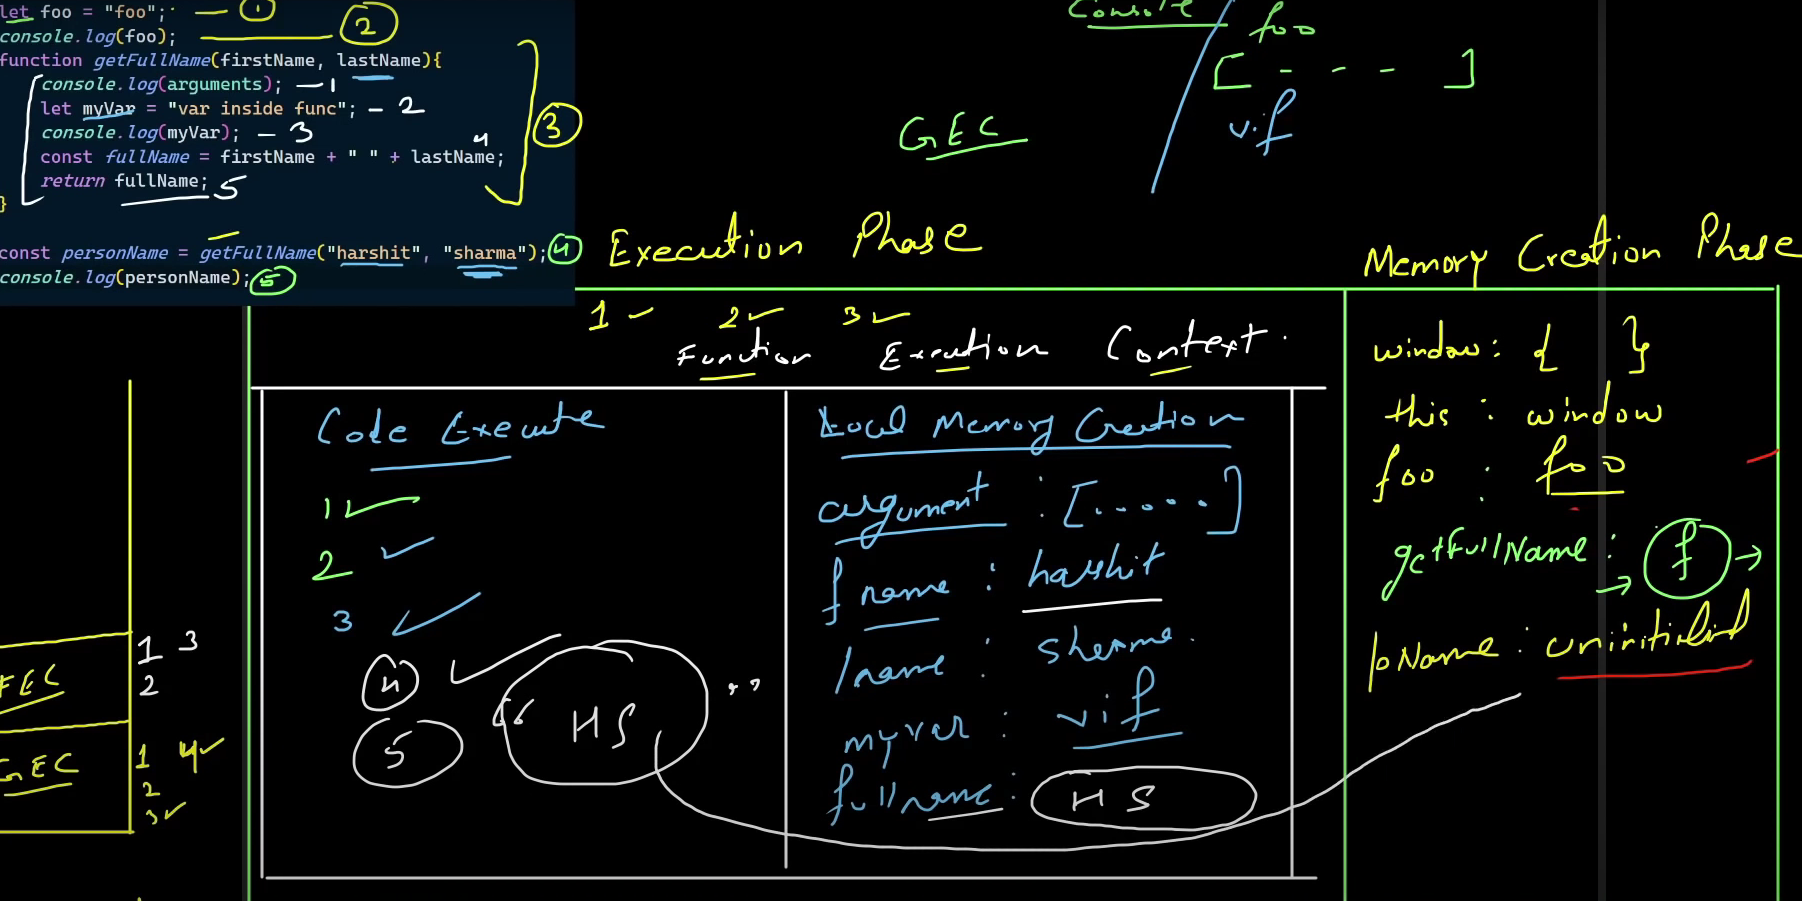 let foo = "foo"; 1
console.log(foo); 2
function getFullName(firstName, lastName){
console.log(arguments); -1
let myVar = "var inside func"; -2
console.log(myVar); -3
const fullName = firstName + " " + lastName; 4
return fullName; 5
} 3
const personName = getFullName("harshit", "sharma"); 4
console.log(personName); 5
Console
foo
[ - - - ]
v.if
GEC
Execution Phase
Memory Creation Phase
1 ✓ 2 ✓ 3 ✓
Function Execution Context.
Code Execute
1 ✓
2 ✓
3 ✓
4 ✓
5
"HS"
Local Memory Creation
argument : [......]
fname : harshit
lname : sharma.
myvar : vif
fullname : HS
window : { }
this : window
foo : foo
getFullName : f
pName :
FEC
1 3
2
GEC
1 4 ✓
2
3 ✓